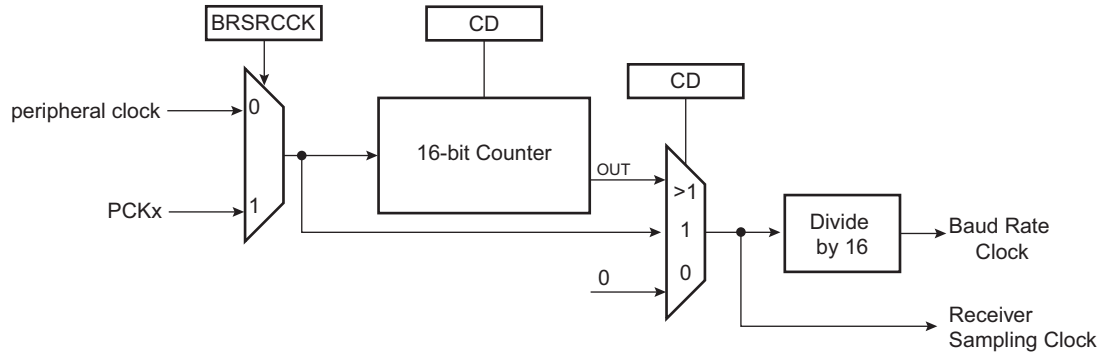 BRSRCCK
CD
CD
peripheral clock
0
16-bit Counter
OUT
>1
PCKx
1
1
Divide
by 16
Baud Rate
Clock
0
0
Receiver
Sampling Clock